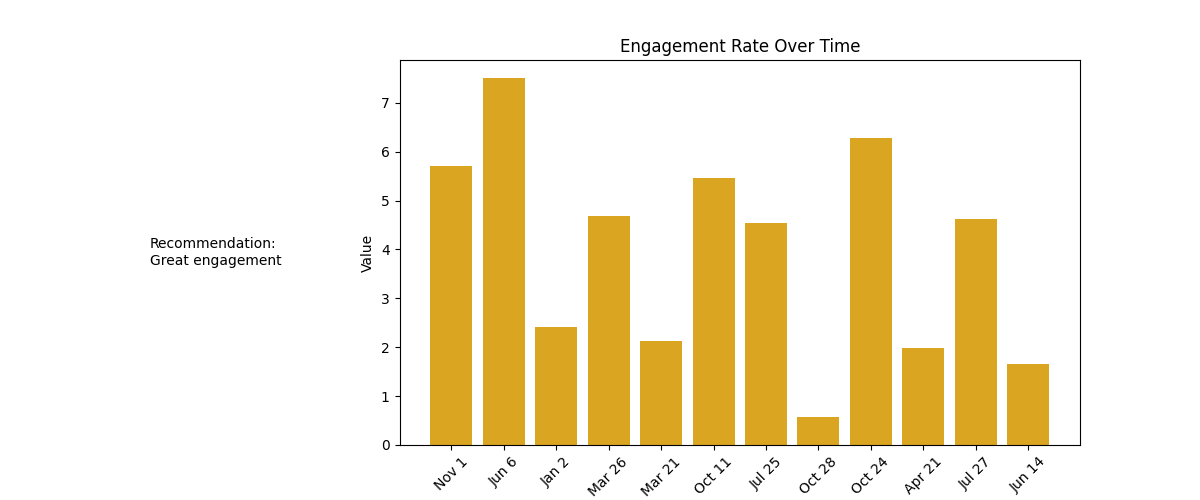 Engagement Rate Over Time
Recommendation:
Great engagement
Value
7
6
5
4
3
2
1
0
Nov 1
Jun 6
Jan 2
Mar 26
Mar 21
Oct 11
Jul 25
Oct 28
Oct 24
Apr 21
Jul 27
Jun 14